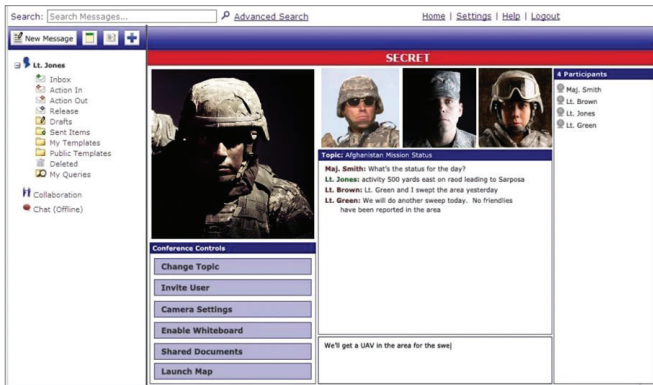 Search: Search Messages... Advanced Search Home | Settings | Help | Logout
New Message
SECRET
Lt. Jones
Inbox
Action In
Action Out
Release
Drafts
Sent Items
My Templates
Public Templates
Deleted
My Queries
Collaboration
Chat (Offline)
Conference Controls
Change Topic
Invite User
Camera Settings
Enable Whiteboard
Shared Documents
Launch Map
Topic: Afghanistan Mission Status
Maj. Smith: What's the status for the day?
Lt. Jones: activity 500 yards east on raod leading to Sarposa
Lt. Brown: Lt. Green and I swept the area yesterday
Lt. Green: We will do another sweep today. No friendlies
have been reported in the area
We'll get a UAV in the area for the swe
4 Participants
Maj. Smith
Lt. Brown
Lt. Jones
Lt. Green